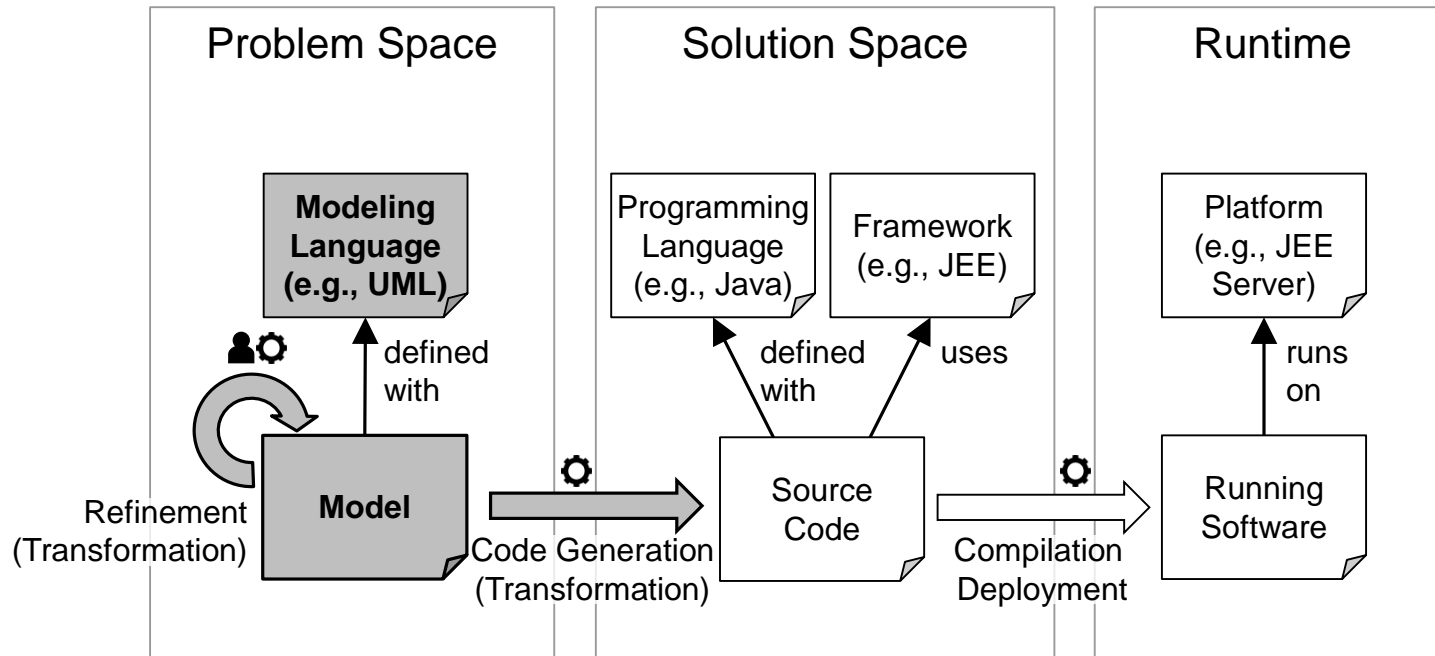 Problem Space
Solution Space
Runtime
Modeling
Language
(e.g., UML)
Programming
Language
(e.g., Java)
Framework
(e.g., JEE)
Platform
(e.g., JEE
Server)
defined
with
defined
with
uses
runs
on
Refinement
(Transformation)
Model
Code Generation
(Transformation)
Source
Code
Compilation
Deployment
Running
Software